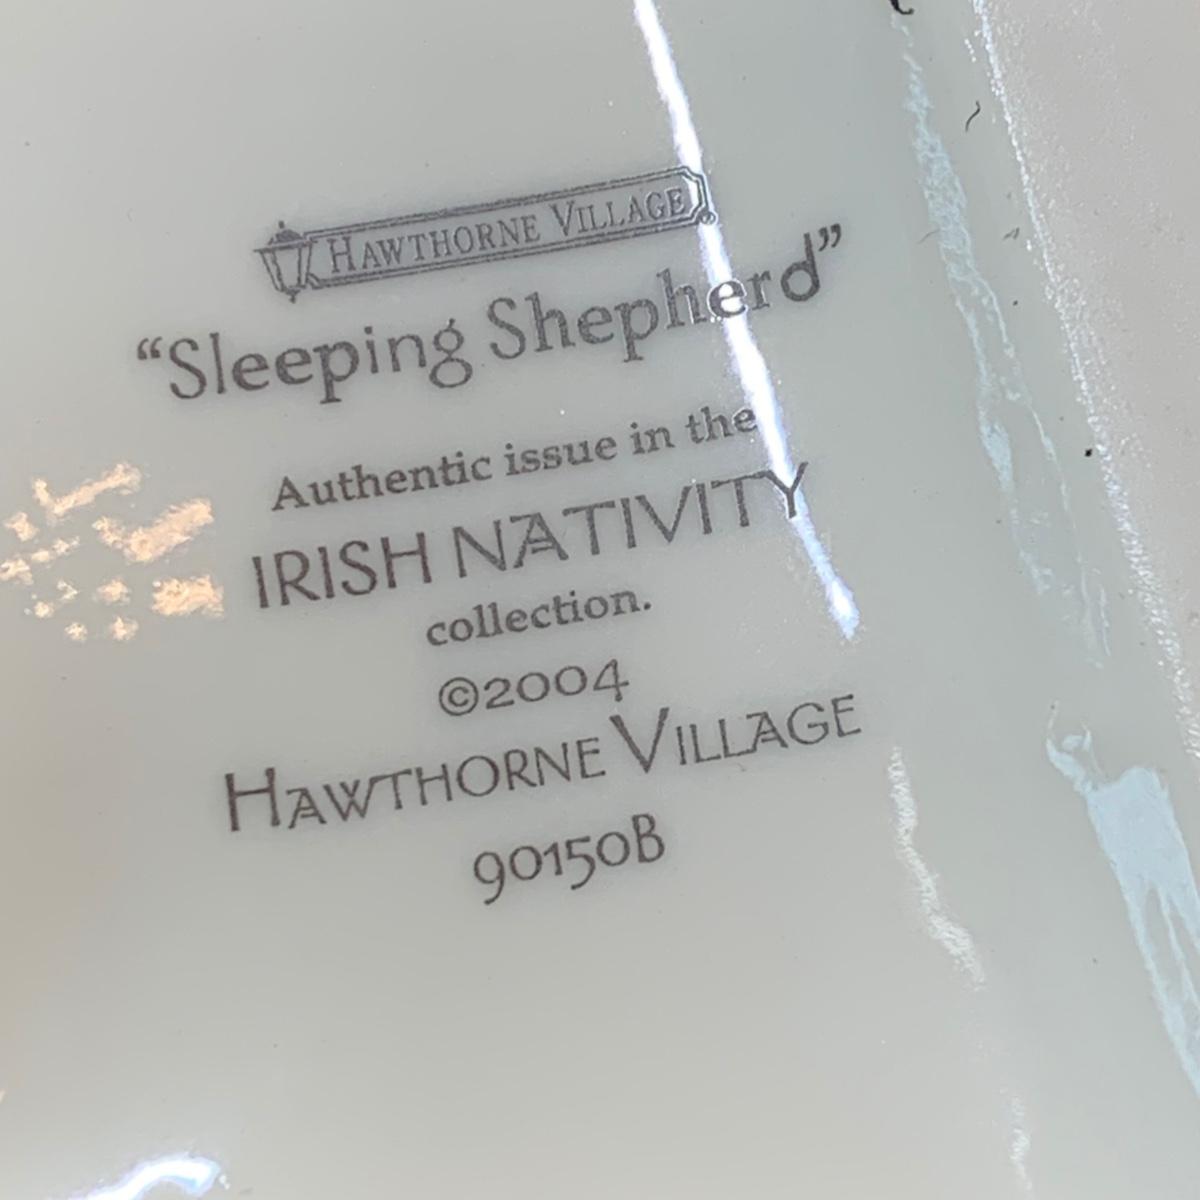 HAWTHORNE VILLAGE®
“Sleeping Shepherd”
Authentic issue in the
IRISH NATIVITY
collection.
©2004
HAWTHORNE VILLAGE
90150B